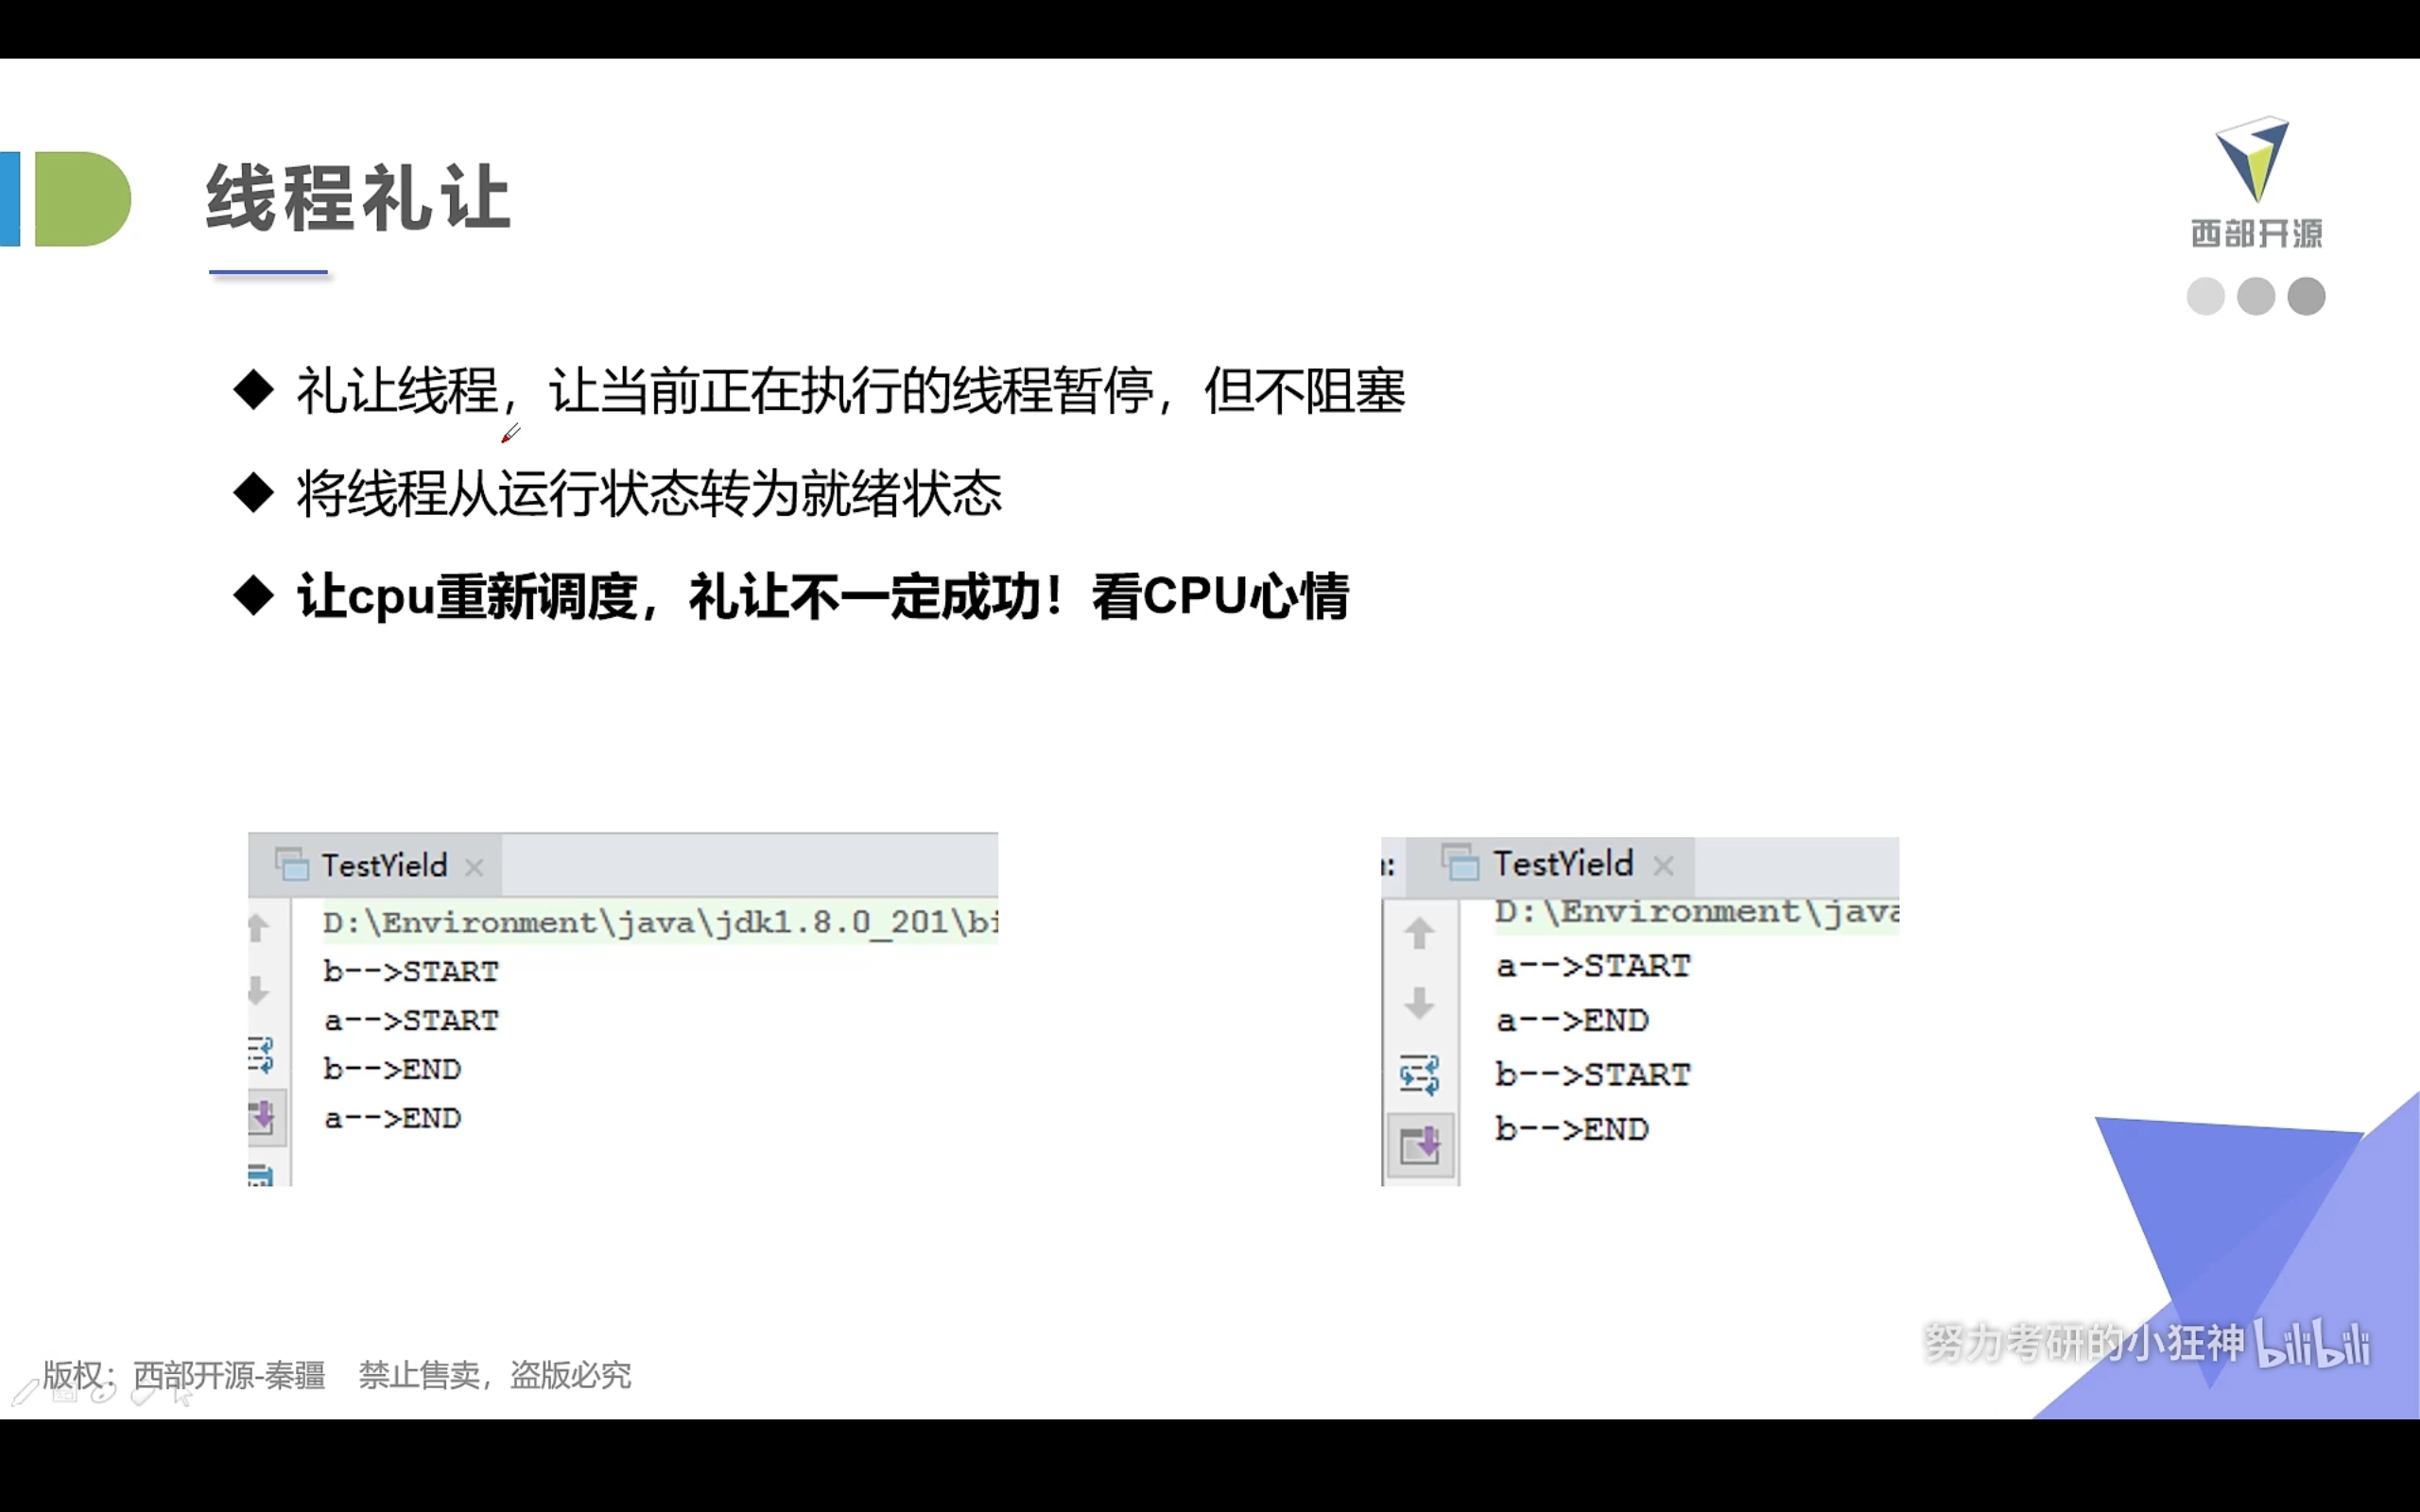 线程礼让
西部开源
礼让线程，让当前正在执行的线程暂停，但不阻塞
将线程从运行状态转为就绪状态
让cpu重新调度，礼让不一定成功！看CPU心情
TestYield
D:\Environment\java\jdk1.8.0_201\bi
b-->START
a-->START
b-->END
a-->END
TestYield
D:\Environment\java
a-->START
a-->END
b-->START
b-->END
努力考研的小狂神 bilibili
版权：西部开源-秦疆 禁止售卖，盗版必究